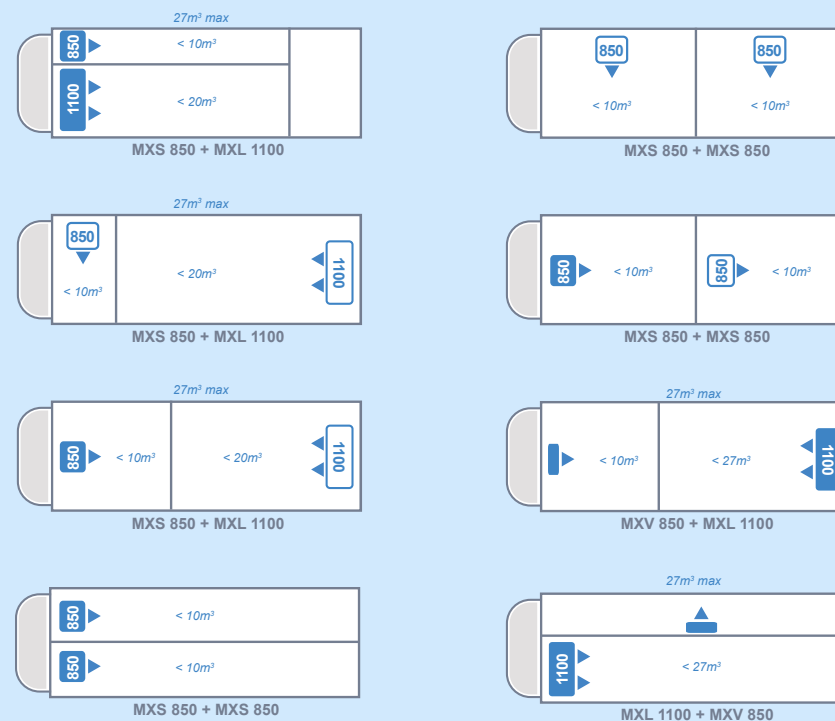 27m³ max
850
< 10m³
1100
< 20m³
MXS 850 + MXL 1100
850
850
< 10m³
< 10m³
MXS 850 + MXS 850
27m³ max
850
< 10m³
< 20m³
1100
MXS 850 + MXL 1100
850
< 10m³
850
< 10m³
MXS 850 + MXS 850
27m³ max
850
< 10m³
< 20m³
1100
MXS 850 + MXL 1100
27m³ max
< 10m³
< 27m³
1100
MXV 850 + MXL 1100
850
< 10m³
850
< 10m³
MXS 850 + MXS 850
27m³ max
1100
< 27m³
MXL 1100 + MXV 850